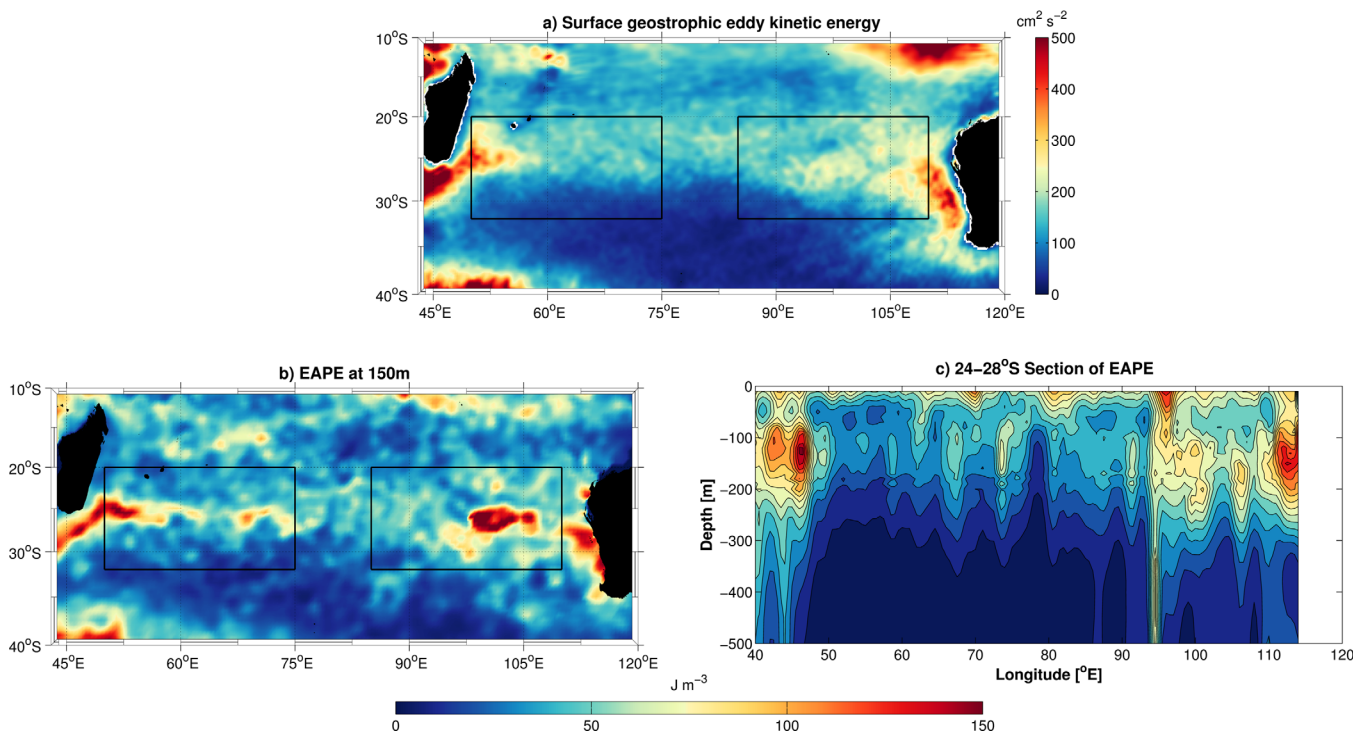 a) Surface geostrophic eddy kinetic energy
cm² s⁻²
10°S
20°S
30°S
40°S
45°E
60°E
75°E
90°E
105°E
120°E
500
400
300
200
100
0
b) EAPE at 150m
10°S
20°S
30°S
40°S
45°E
60°E
75°E
90°E
105°E
120°E
c) 24−28°S Section of EAPE
Depth [m]
0
−100
−200
−300
−400
−500
40
50
60
70
80
90
100
110
120
Longitude [°E]
J m⁻³
0
50
100
150